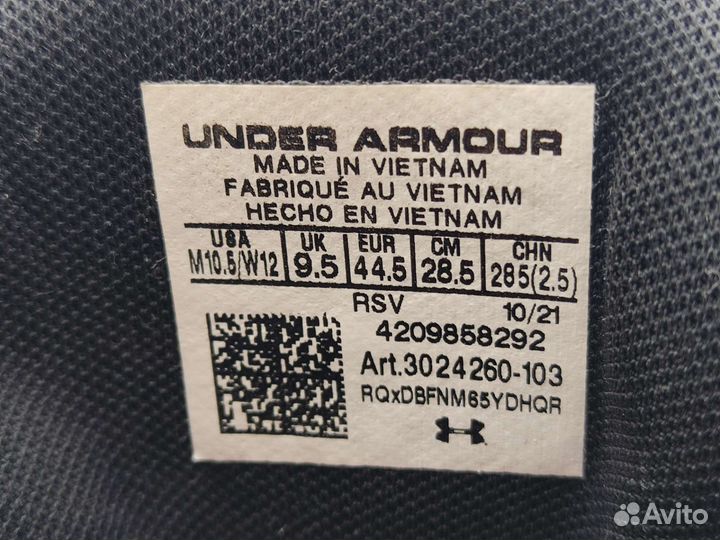 UNDER ARMOUR
MADE IN VIETNAM
FABRIQUÉ AU VIETNAM
HECHO EN VIETNAM
USA UK EUR CM CHN
M10.5/W12 9.5 44.5 28.5 285(2.5)
RSV 10/21
4209858292
Art.3024260-103
RQxDBFNM65YDHQR
Avito